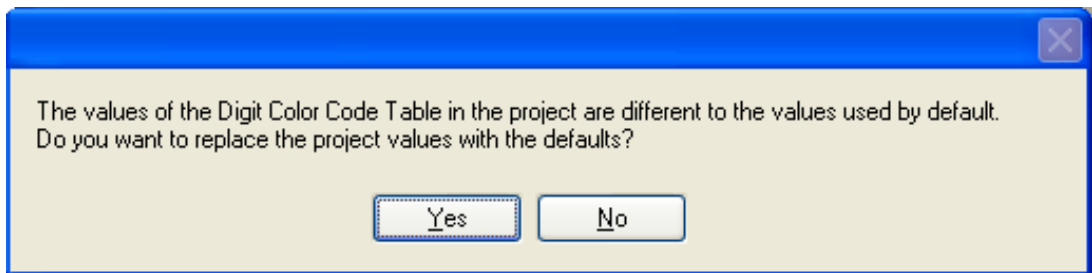 The values of the Digit Color Code Table in the project are different to the values used by default.
Do you want to replace the project values with the defaults?
Yes
No